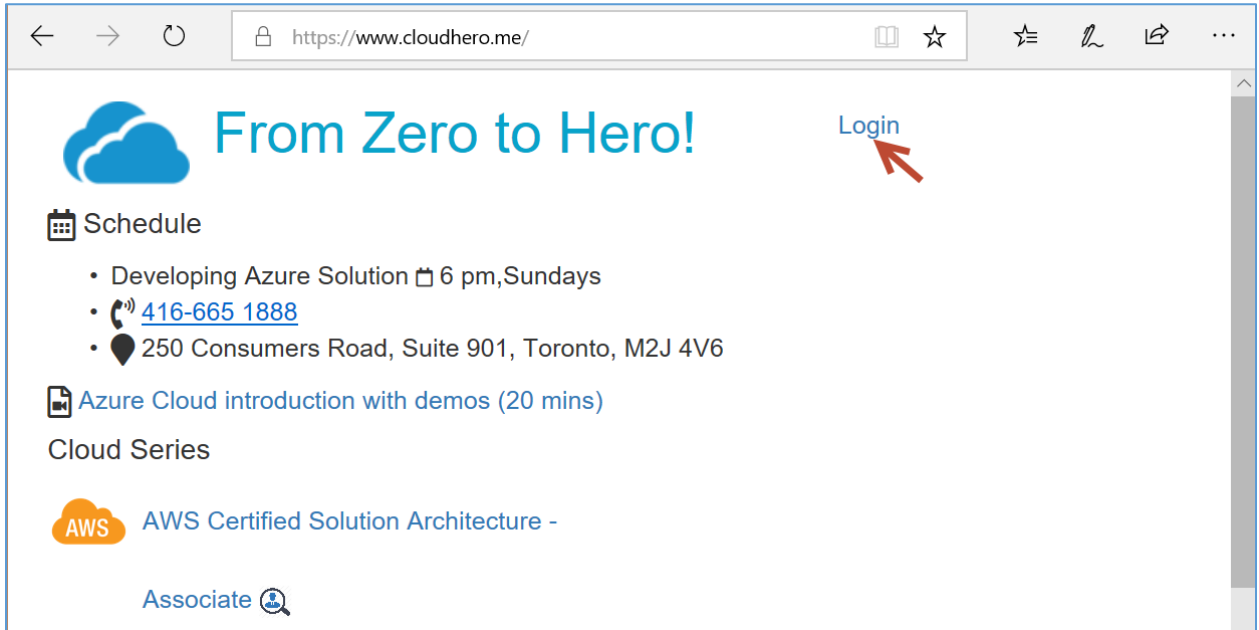 https://www.cloudhero.me/
From Zero to Hero!
Login
Schedule
• Developing Azure Solution 6 pm,Sundays
• 416-665 1888
• 250 Consumers Road, Suite 901, Toronto, M2J 4V6
Azure Cloud introduction with demos (20 mins)
Cloud Series
AWS
AWS Certified Solution Architecture -
Associate